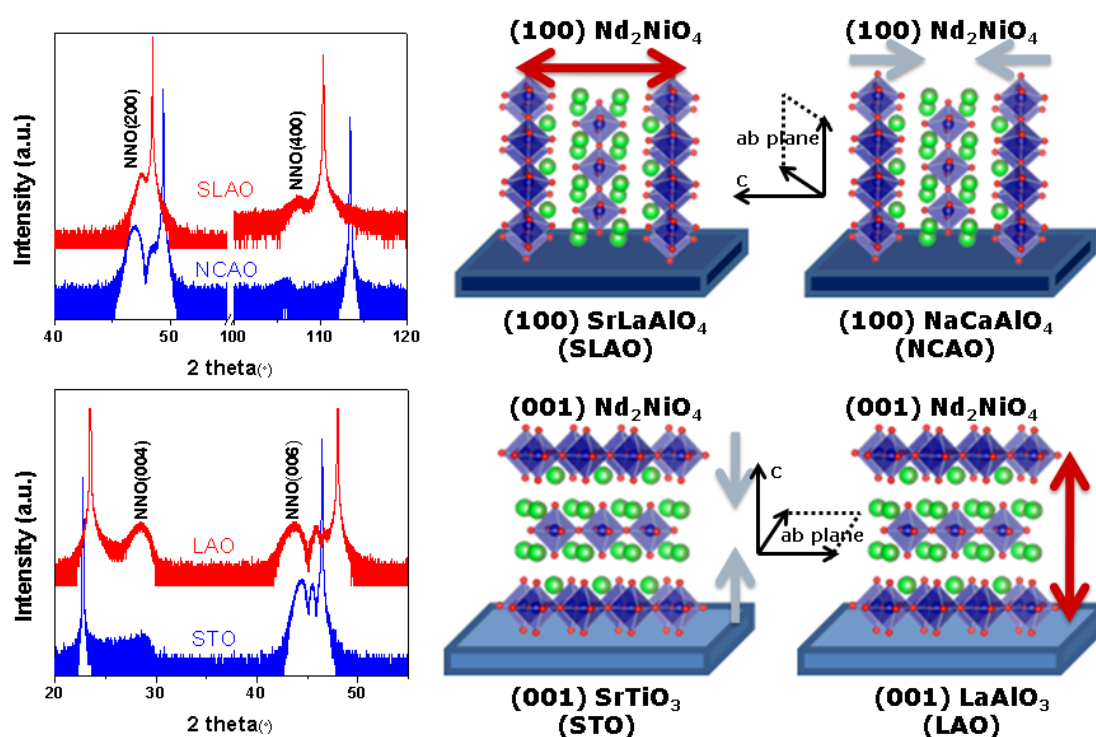 Intensity (a.u.)
NNO(200)
NNO(400)
SLAO
NCAO
40
50
100
110
120
2 theta(°)
(100) Nd₂NiO₄
(100) Nd₂NiO₄
ab plane
c
(100) SrLaAlO₄
(SLAO)
(100) NaCaAlO₄
(NCAO)
Intensity (a.u.)
NNO(004)
NNO(006)
LAO
STO
20
30
40
50
2 theta(°)
(001) Nd₂NiO₄
(001) Nd₂NiO₄
c
ab plane
(001) SrTiO₃
(STO)
(001) LaAlO₃
(LAO)